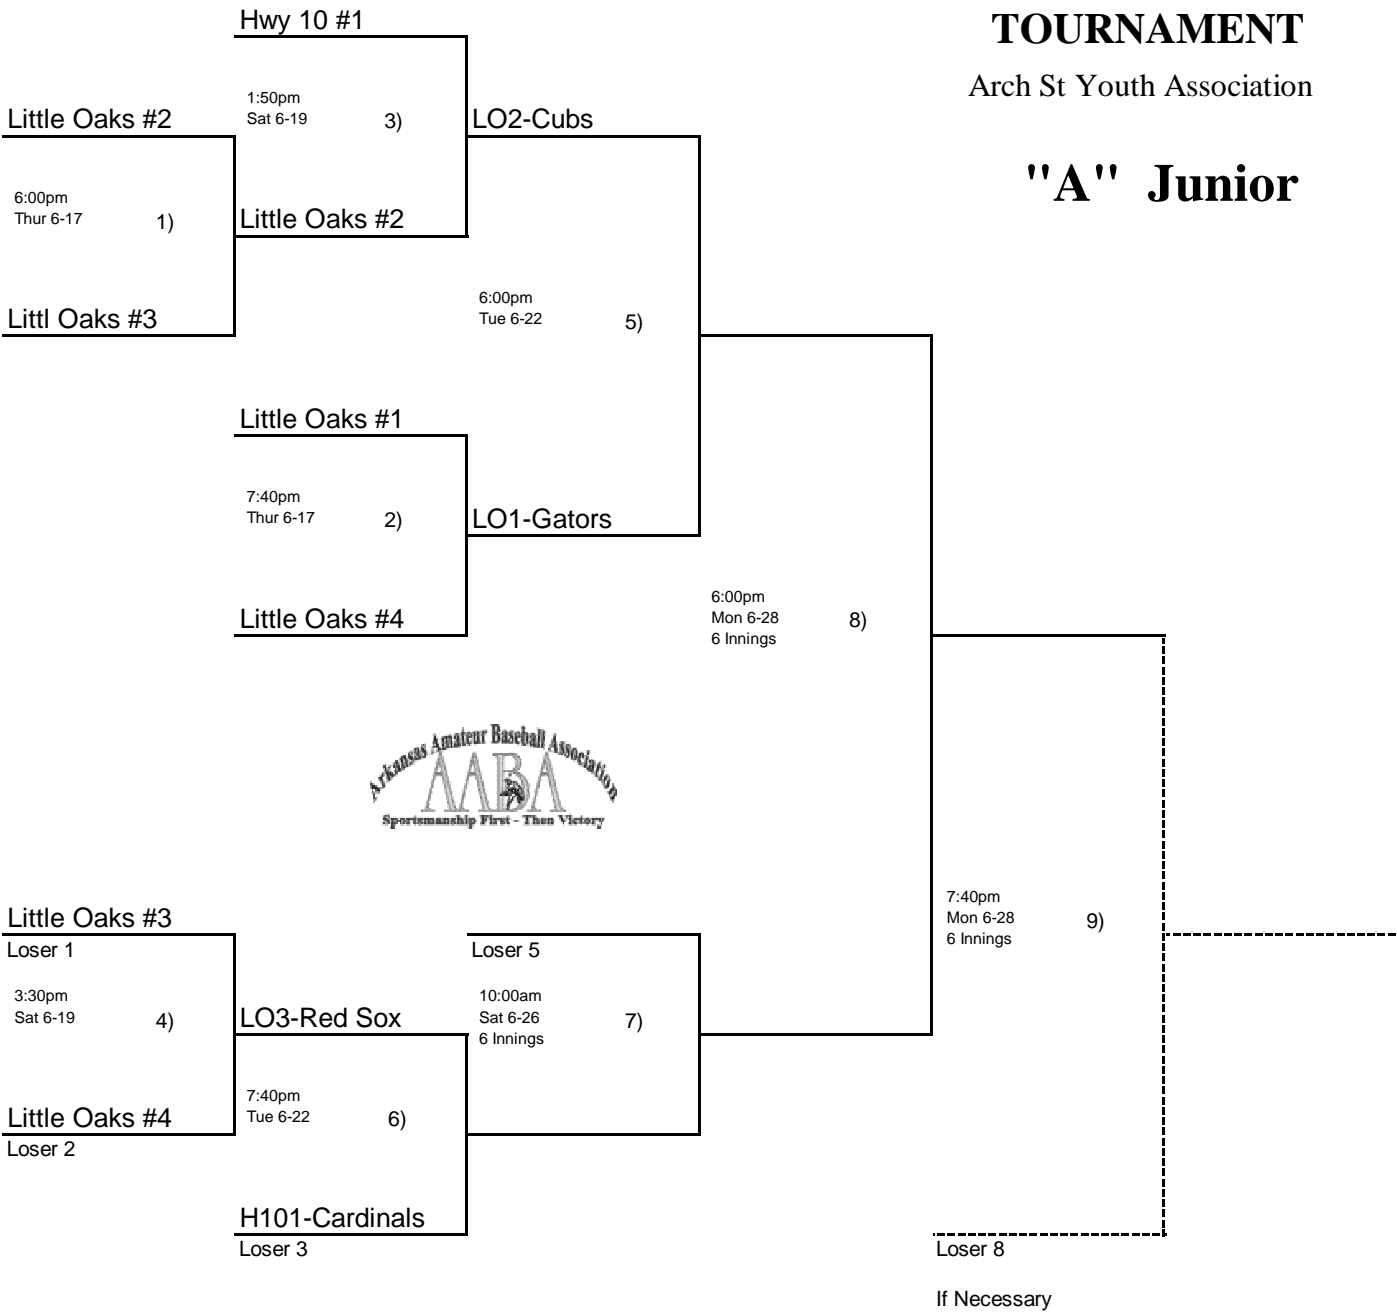 Hwy 10 #1
TOURNAMENT
Arch St Youth Association
"A" Junior
1:50pm
Sat 6-19
3)
Little Oaks #2
LO2-Cubs
6:00pm
Thur 6-17
1)
Little Oaks #2
Littl Oaks #3
6:00pm
Tue 6-22
5)
Little Oaks #1
7:40pm
Thur 6-17
2)
LO1-Gators
Little Oaks #4
6:00pm
Mon 6-28
6 Innings
8)
Arkansas Amateur Baseball Association
AABA
Sportsmanship First - Then Victory
7:40pm
Mon 6-28
6 Innings
9)
Little Oaks #3
Loser 1
Loser 5
3:30pm
Sat 6-19
4)
LO3-Red Sox
10:00am
Sat 6-26
6 Innings
7)
Little Oaks #4
Loser 2
7:40pm
Tue 6-22
6)
H101-Cardinals
Loser 3
Loser 8
If Necessary